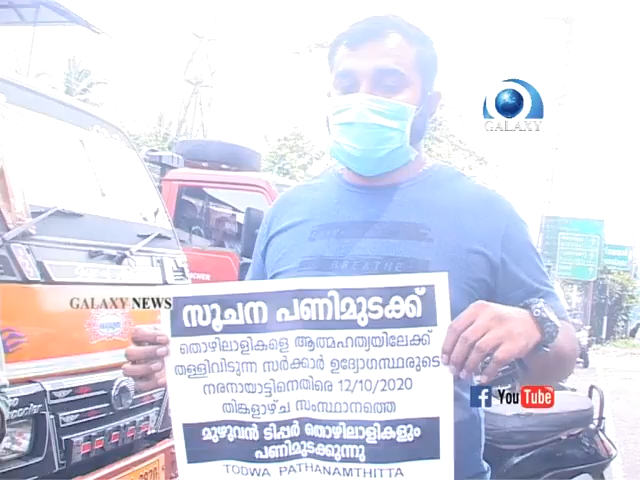 GALAXY
BREATHE
GALAXY NEWS
സൂചന പണിമുടക്ക്
തൊഴിലാളികളെ ആത്മഹത്യയിലേക്ക്
തള്ളിവിടുന്ന സർക്കാർ ഉദ്യോഗസ്ഥരുടെ
നരനായാട്ടിനെതിരെ 12/10/2020
തിങ്കളാഴ്ച സംസ്ഥാനത്തെ
മുഴുവൻ ടിപ്പർ തൊഴിലാളികളും
പണിമുടക്കുന്നു
TODWA PATHANAMTHITTA
f YouTube